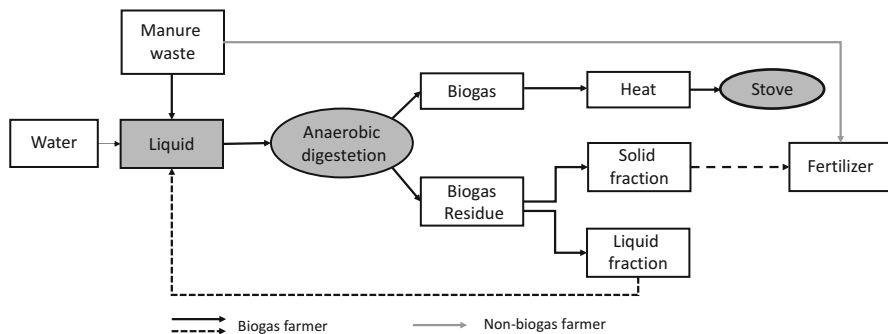 Manure
waste
Water
Liquid
Anaerobic
digestetion
Biogas
Heat
Stove
Biogas
Residue
Solid
fraction
Liquid
fraction
Fertilizer
Biogas farmer
Non-biogas farmer